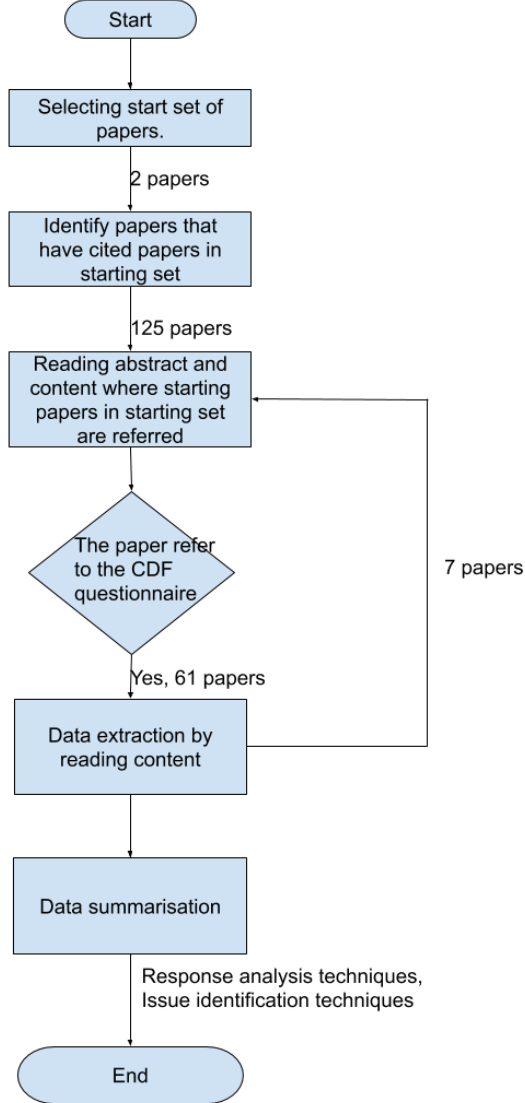 Start
Selecting start set of
papers.
2 papers
Identify papers that
have cited papers in
starting set
125 papers
Reading abstract and
content where starting
papers in starting set
are referred
The paper refer
to the CDF
questionnaire
7 papers
Yes, 61 papers
Data extraction by
reading content
Data summarisation
Response analysis techniques,
Issue identification techniques
End